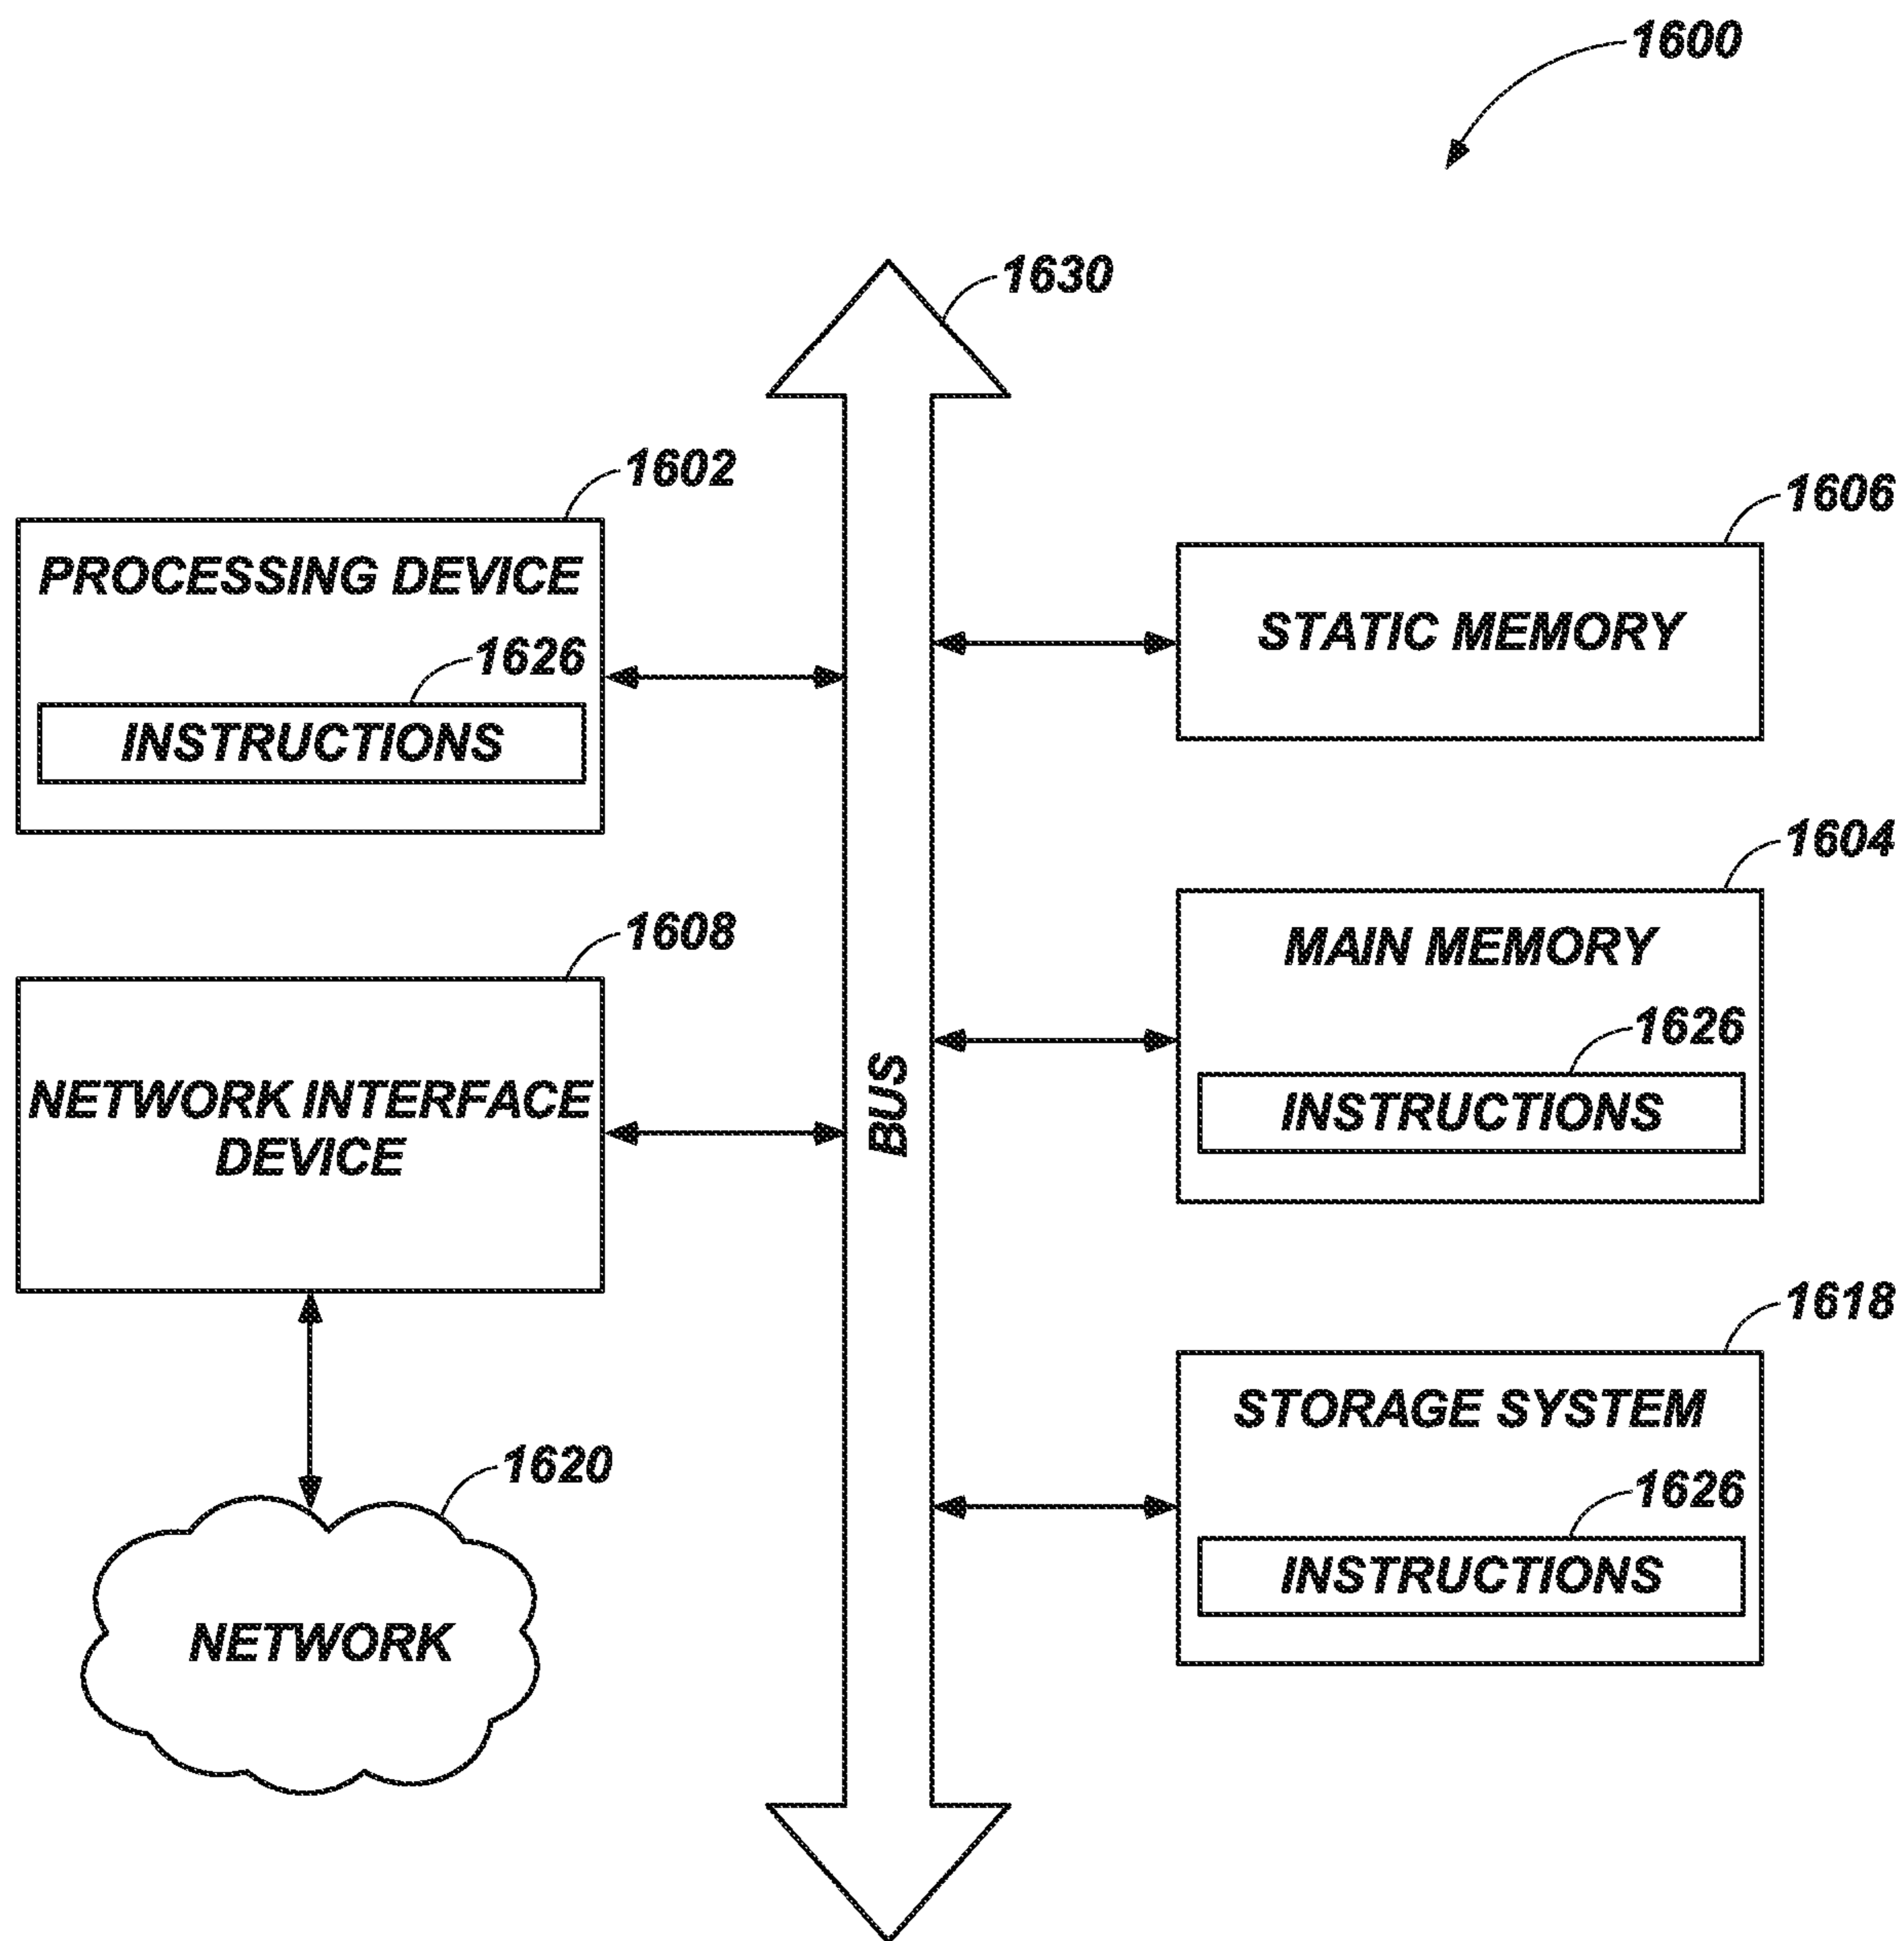 1600
1630
1602
PROCESSING DEVICE
1626
INSTRUCTIONS
1606
STATIC MEMORY
1604
MAIN MEMORY
1626
INSTRUCTIONS
1608
NETWORK INTERFACE
DEVICE
BUS
1618
STORAGE SYSTEM
1626
INSTRUCTIONS
1620
NETWORK